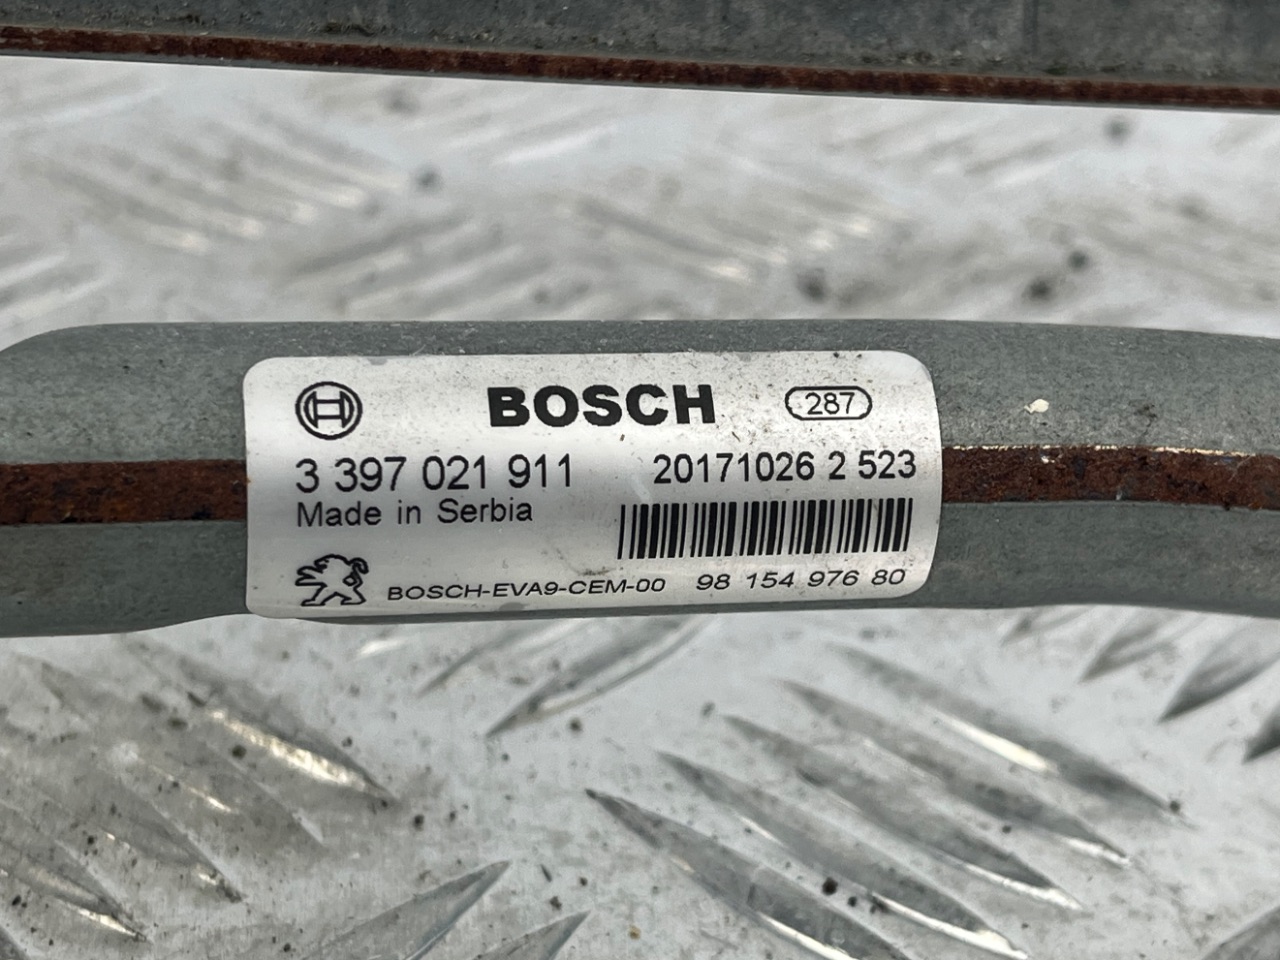 BOSCH 287
3 397 021 911 20171026 2 523
Made in Serbia
BOSCH-EVA9-CEM-00 98 154 976 80